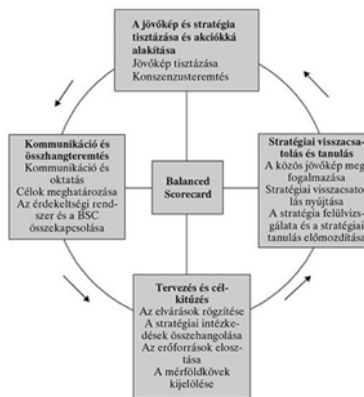 A jövőkép és stratégia
tisztázása és akciókká
alakítása
Jövőkép tisztázása
Konszenzusteremtés
Kommunikáció és
összhangteremtés
Kommunikáció és
oktatás
Célok meghatározása
Az érdekeltségi rend-
szer és a BSC
összekapcsolása
Balanced
Scorecard
Stratégiai visszacsa-
tolás és tanulás
A közös jövőkép meg
fogalmazása
Stratégiai visszacsato
lás nyújtása
A stratégia felülvizs-
gálata és a stratégiai
tanulás előmozdítása
Tervezés és cél-
kitűzés
Az elvárások rögzítése
A stratégiai intézke-
dések összehangolása
Az erőforrások elosz-
tása
A mérföldkövek
kijelölése